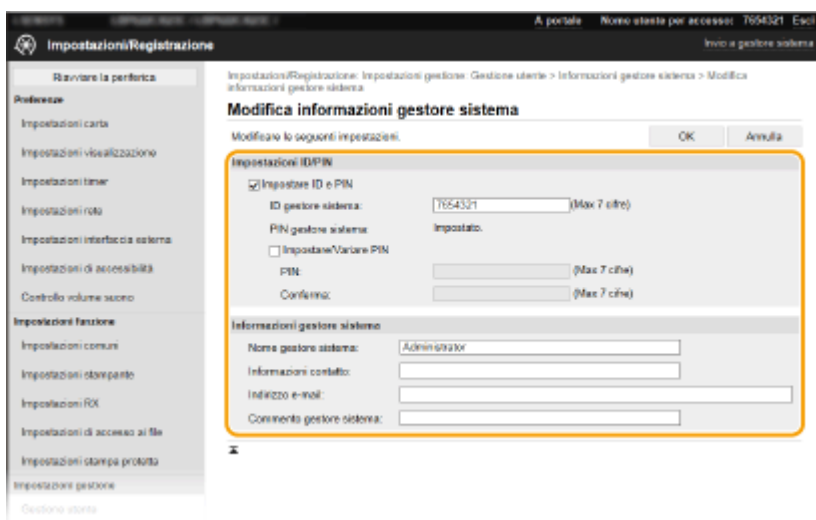 A portale Nome utente per accesso: 7654321 Esci
Impostazioni/Registrazione
Invio a gestore sistema
Riavviare la periferica
Preferenze
Impostazioni carta
Impostazioni visualizzazione
Impostazioni timer
Impostazioni rete
Impostazioni interfaccia esterna
Impostazioni di accessibilità
Controllo volume suono
Impostazioni funzione
Impostazioni comuni
Impostazioni stampante
Impostazioni RX
Impostazioni di accesso ai file
Impostazioni stampa protetta
Impostazioni gestione
Gestione utente
Impostazioni/Registrazione: Impostazioni gestione: Gestione utente > Informazioni gestore sistema > Modifica
informazioni gestore sistema
Modifica informazioni gestore sistema
Modificare le seguenti impostazioni. OK Annulla
Impostazioni ID/PIN
Impostare ID e PIN
ID gestore sistema: 7654321 (Max 7 cifre)
PIN gestore sistema: Impostato.
Impostare/Variare PIN
PIN: (Max 7 cifre)
Conferma: (Max 7 cifre)
Informazioni gestore sistema
Nome gestore sistema: Administrator
Informazioni contatto:
Indirizzo e-mail:
Commento gestore sistema: